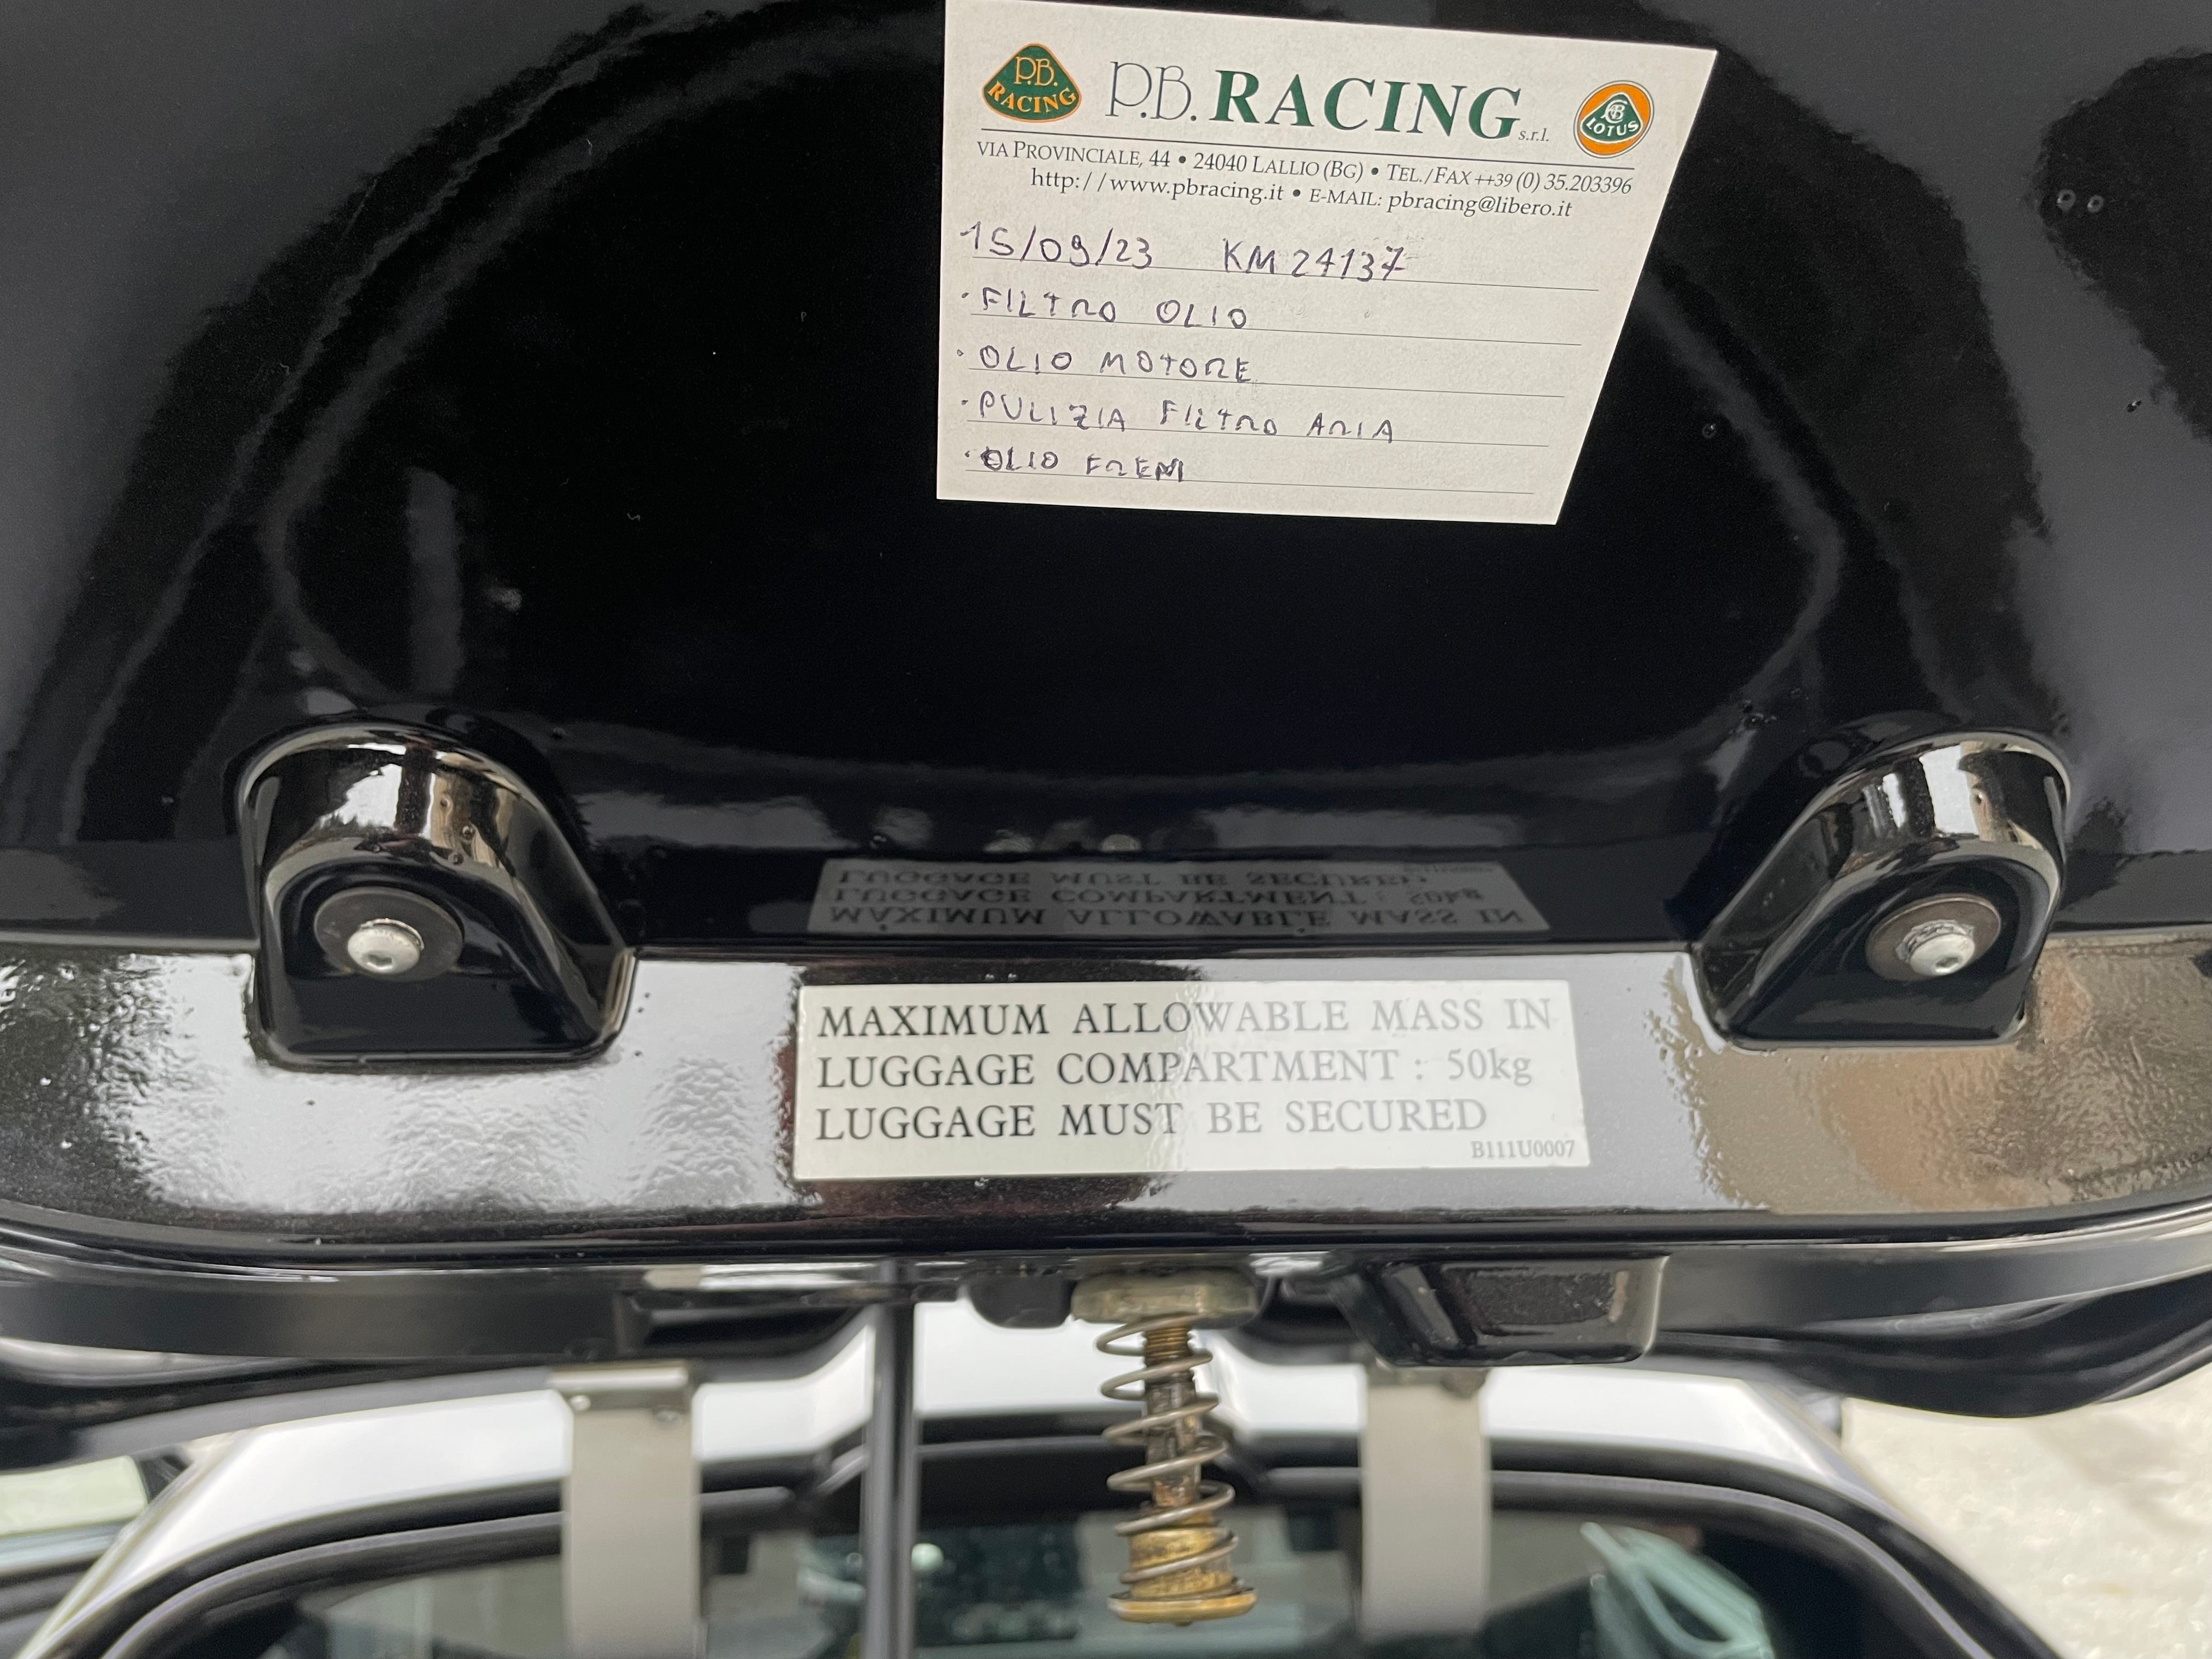 P.B. RACING
P.B. RACING s.r.l.
LOTUS
VIA PROVINCIALE, 44 • 24040 LALLIO (BG) • TEL./FAX ++39 (0) 35.203396
http://www.pbracing.it • E-MAIL: pbracing@libero.it
15/09/23 KM 24137
· FILTRO OLIO
· OLIO MOTORE
· PULIZIA FILTRO ARIA
· OLIO FRENI
MAXIMUM ALLOWABLE MASS IN
LUGGAGE COMPARTMENT : 50kg
LUGGAGE MUST BE SECURED
B111U0007